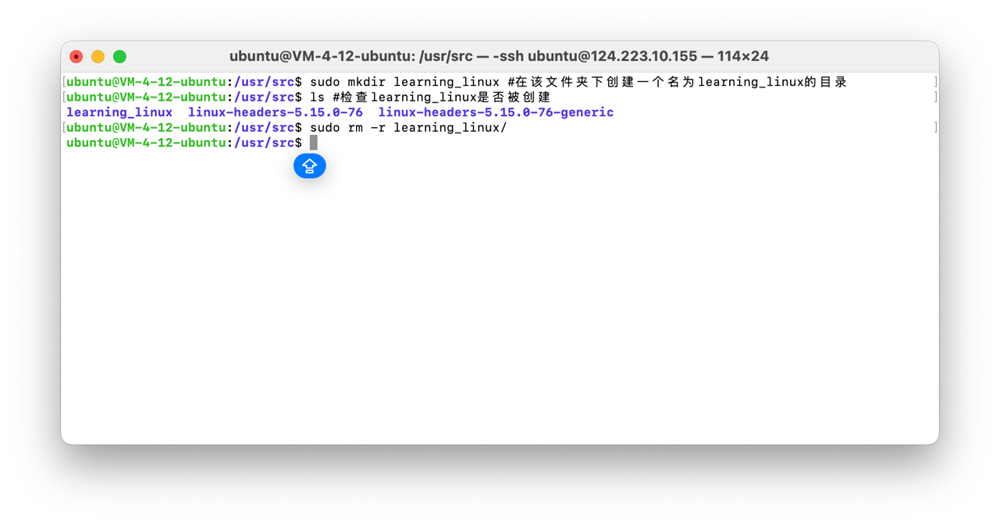 ubuntu@VM-4-12-ubuntu: /usr/src — -ssh ubuntu@124.223.10.155 — 114×24
[ubuntu@VM-4-12-ubuntu:/usr/src$ sudo mkdir learning_linux #在该文件夹下创建一个名为learning_linux的目录 ]
[ubuntu@VM-4-12-ubuntu:/usr/src$ ls #检查learning_linux是否被创建 ]
learning_linux  linux-headers-5.15.0-76  linux-headers-5.15.0-76-generic
[ubuntu@VM-4-12-ubuntu:/usr/src$ sudo rm -r learning_linux/ ]
ubuntu@VM-4-12-ubuntu:/usr/src$